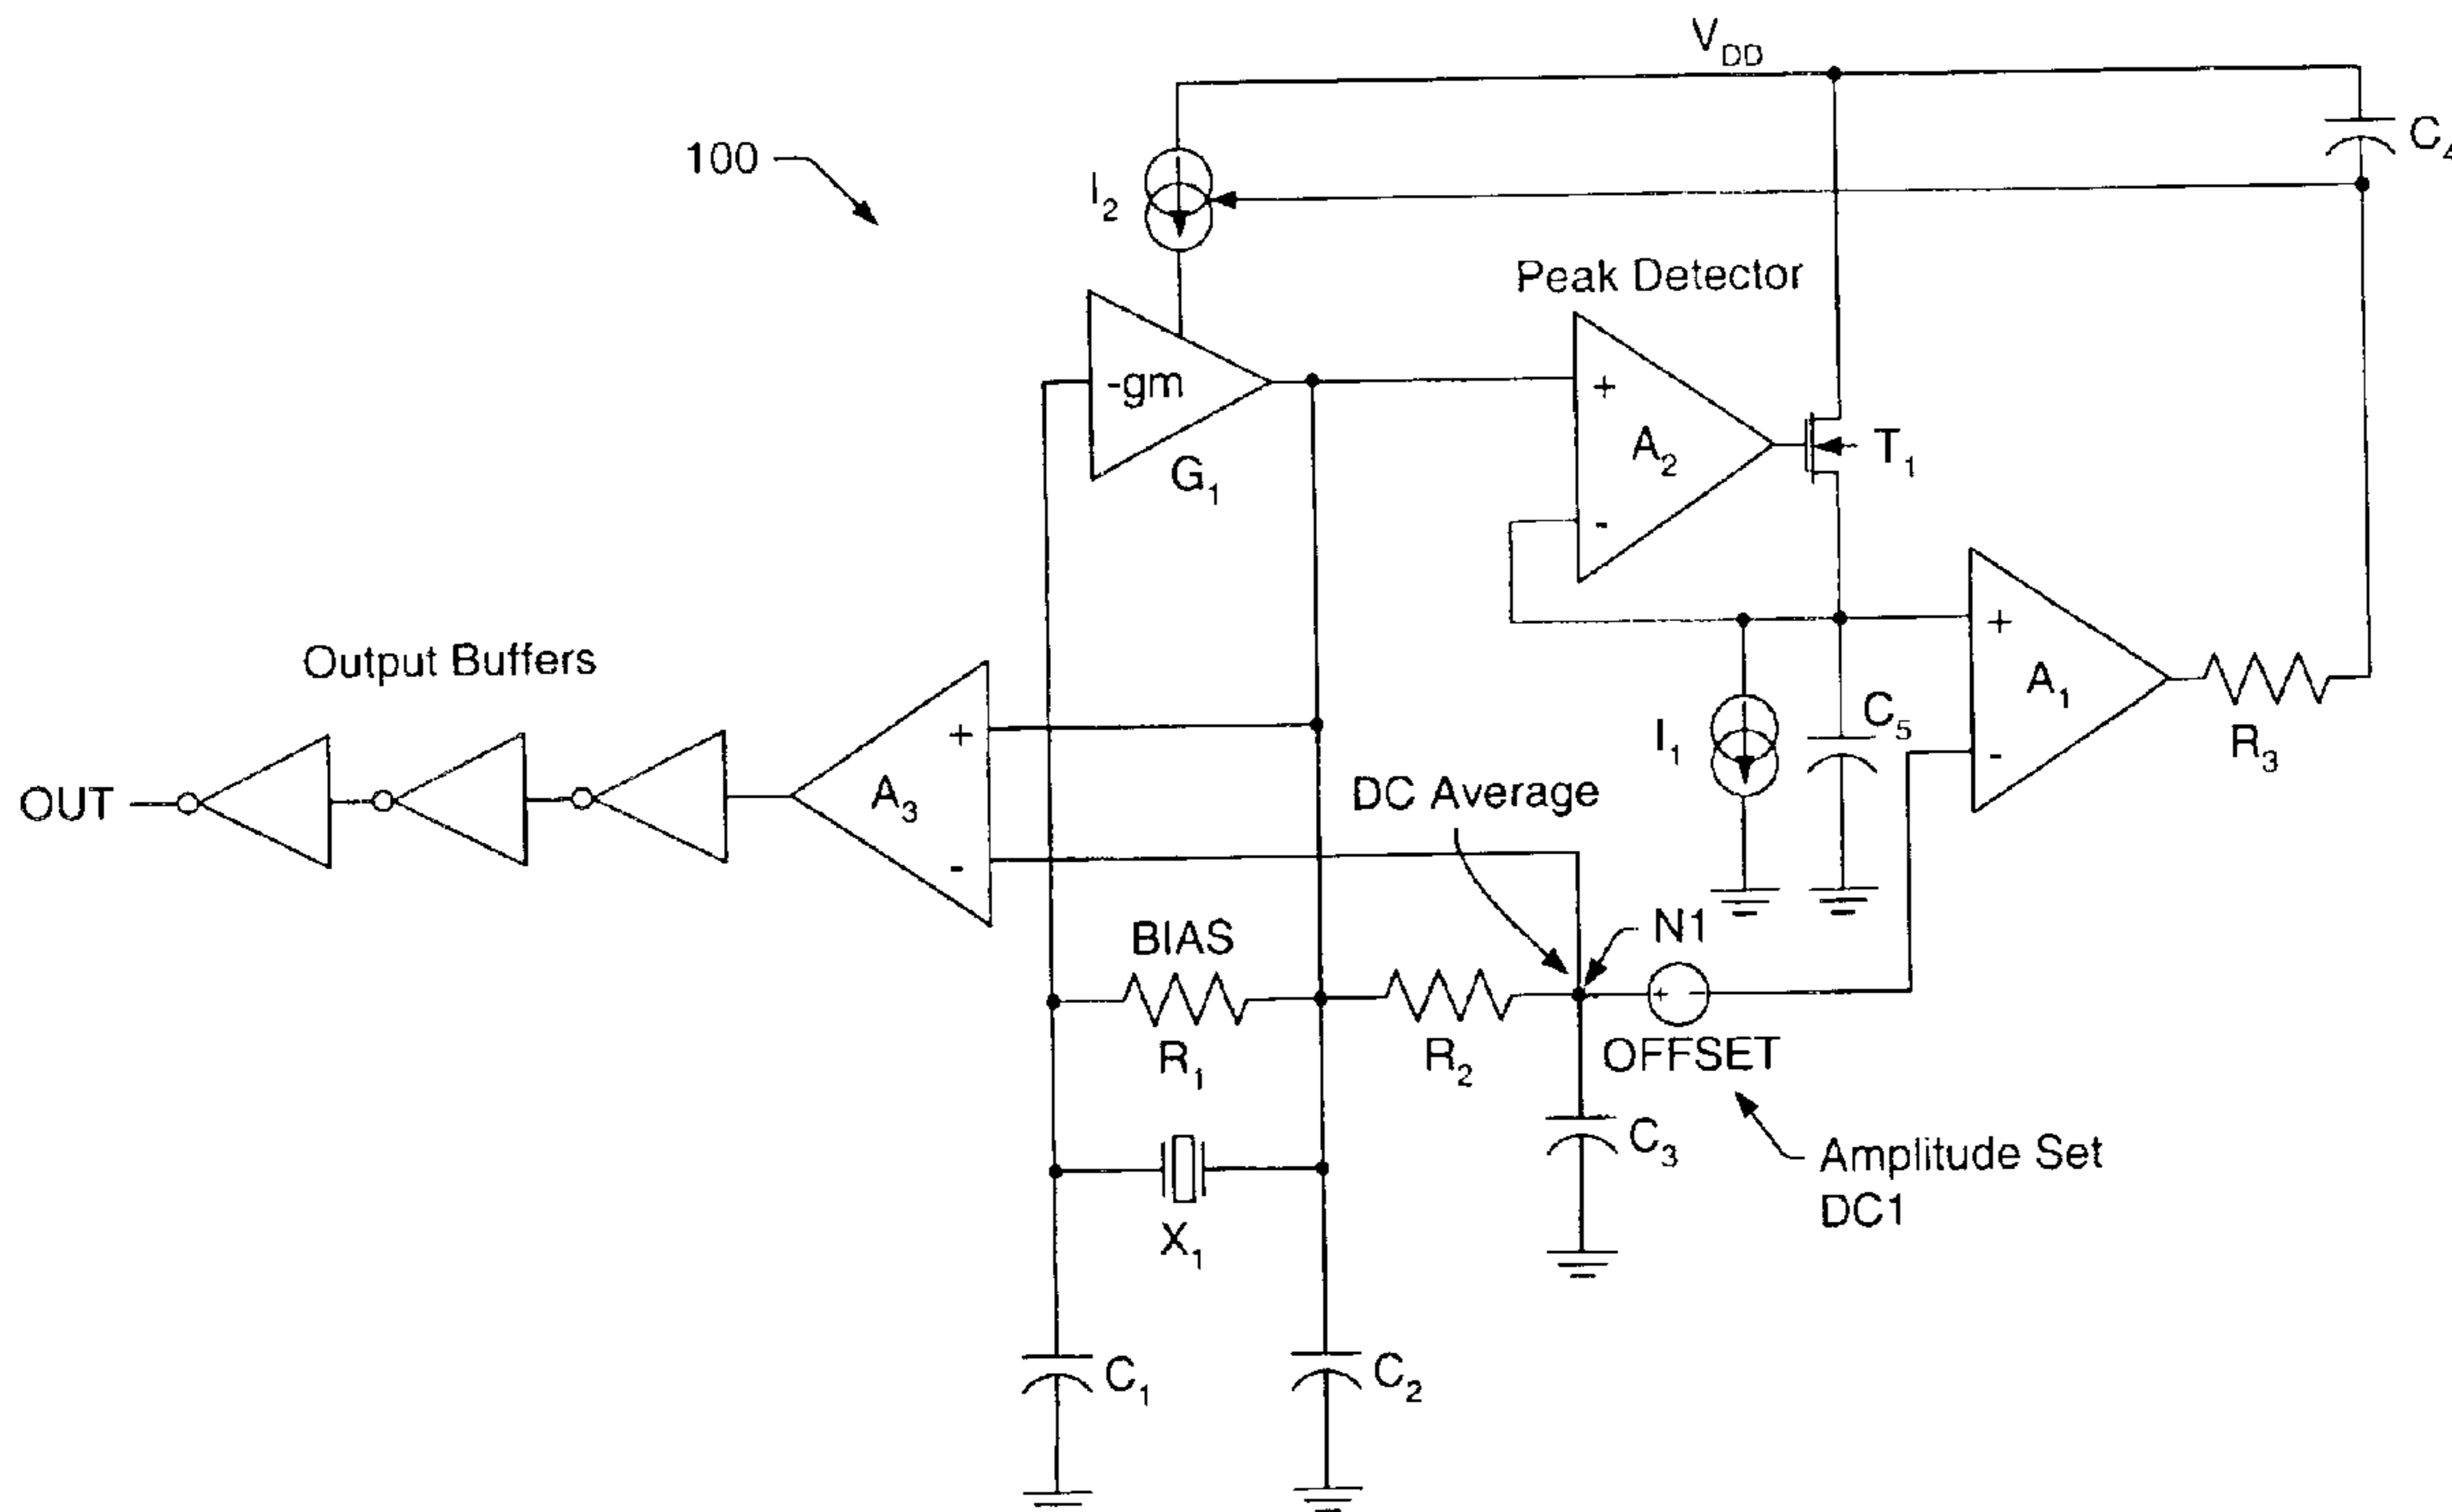 V_DD
C_4
100
I_2
Peak Detector
-gm
G_1
+
A_2
-
T_1
Output Buffers
+
A_3
-
OUT
I_1
C_5
+
A_1
-
R_3
DC Average
N1
BIAS
R_1
R_2
+ -
OFFSET
C_3
Amplitude Set
DC1
X_1
C_1
C_2